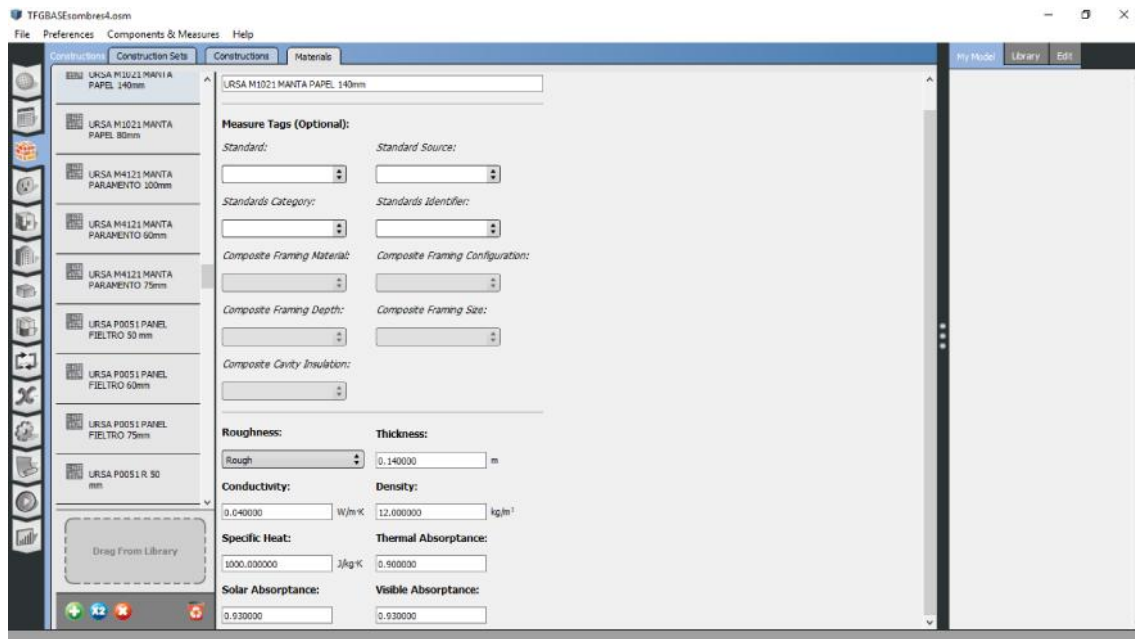 TFGBASEsombres4.osm
File Preferences Components & Measures Help
Constructions Construction Sets Constructions Materials My Model Library Edit
URSA M1021 MANTA
PAPEL 140mm
URSA M1021 MANTA
PAPEL 80mm
URSA M4121 MANTA
PARAMENTO 100mm
URSA M4121 MANTA
PARAMENTO 60mm
URSA M4121 MANTA
PARAMENTO 75mm
URSA P0051 PANEL
FIELTRO 50 mm
URSA P0051 PANEL
FIELTRO 60mm
URSA P0051 PANEL
FIELTRO 75mm
URSA P0051 R 50
mm
Drag From Library
X2
URSA M1021 MANTA PAPEL 140mm
Measure Tags (Optional):
Standard: Standard Source:
Standards Category: Standards Identifier:
Composite Framing Material: Composite Framing Configuration:
Composite Framing Depth: Composite Framing Size:
Composite Cavity Insulation:
Roughness: Thickness:
Rough 0.140000 m
Conductivity: Density:
0.040000 W/m·K 12.000000 kg/m³
Specific Heat: Thermal Absorptance:
1000.000000 J/kg·K 0.900000
Solar Absorptance: Visible Absorptance:
0.930000 0.930000